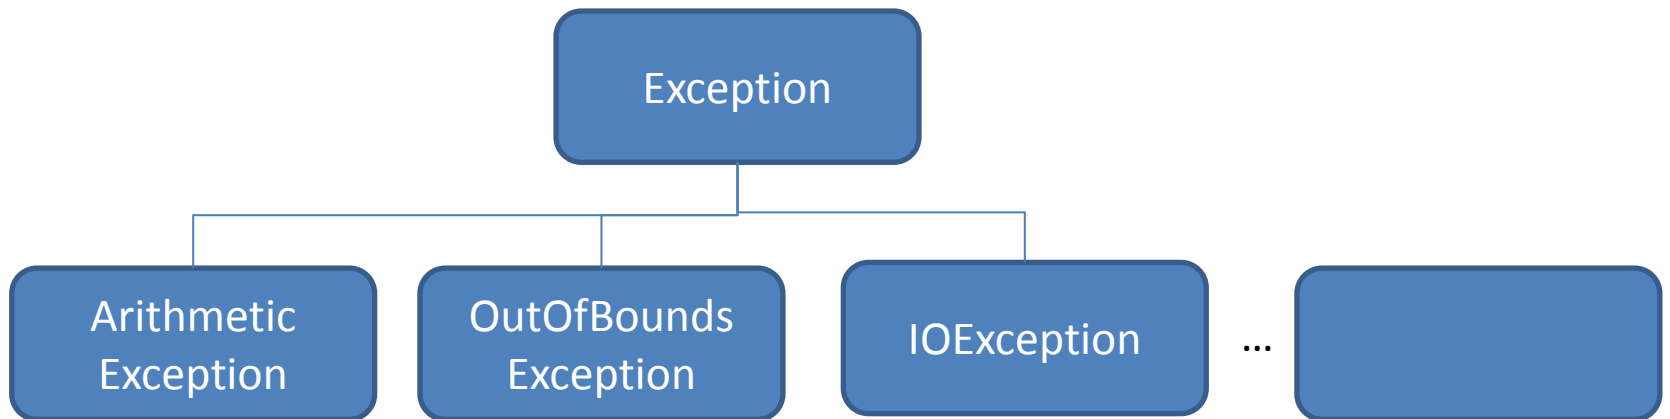 Exception
Arithmetic
Exception
OutOfBounds
Exception
IOException
...